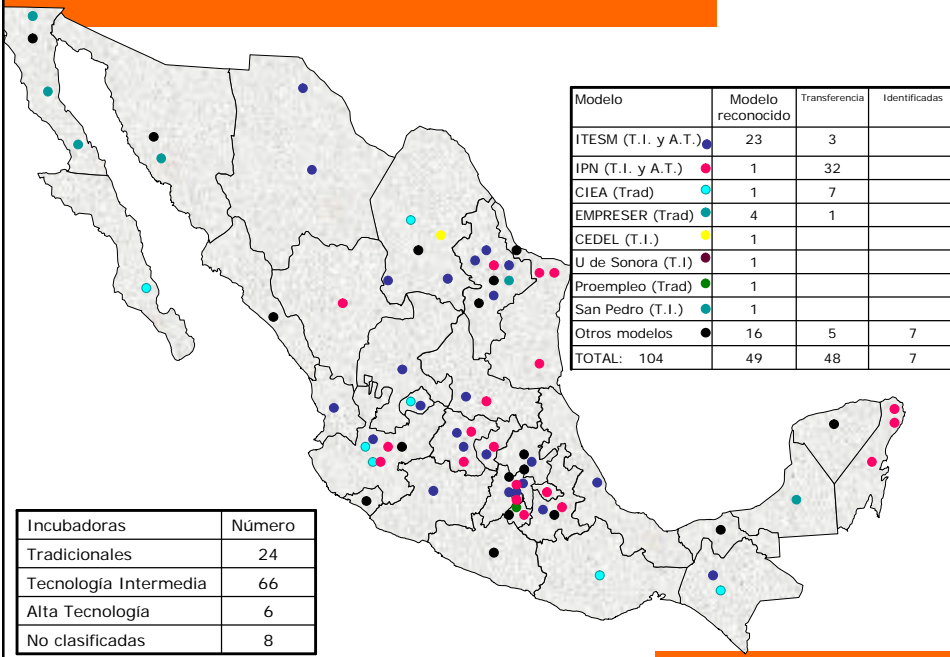 Modelo Modelo reconocido Transferencia Identificadas
ITESM (T.I. y A.T.) 23 3
IPN (T.I. y A.T.) 1 32
CIEA (Trad) 1 7
EMPRESER (Trad) 4 1
CEDEL (T.I.) 1
U de Sonora (T.I) 1
Proempleo (Trad) 1
San Pedro (T.I.) 1
Otros modelos 16 5 7
TOTAL: 104 49 48 7
Incubadoras Número
Tradicionales 24
Tecnología Intermedia 66
Alta Tecnología 6
No clasificadas 8